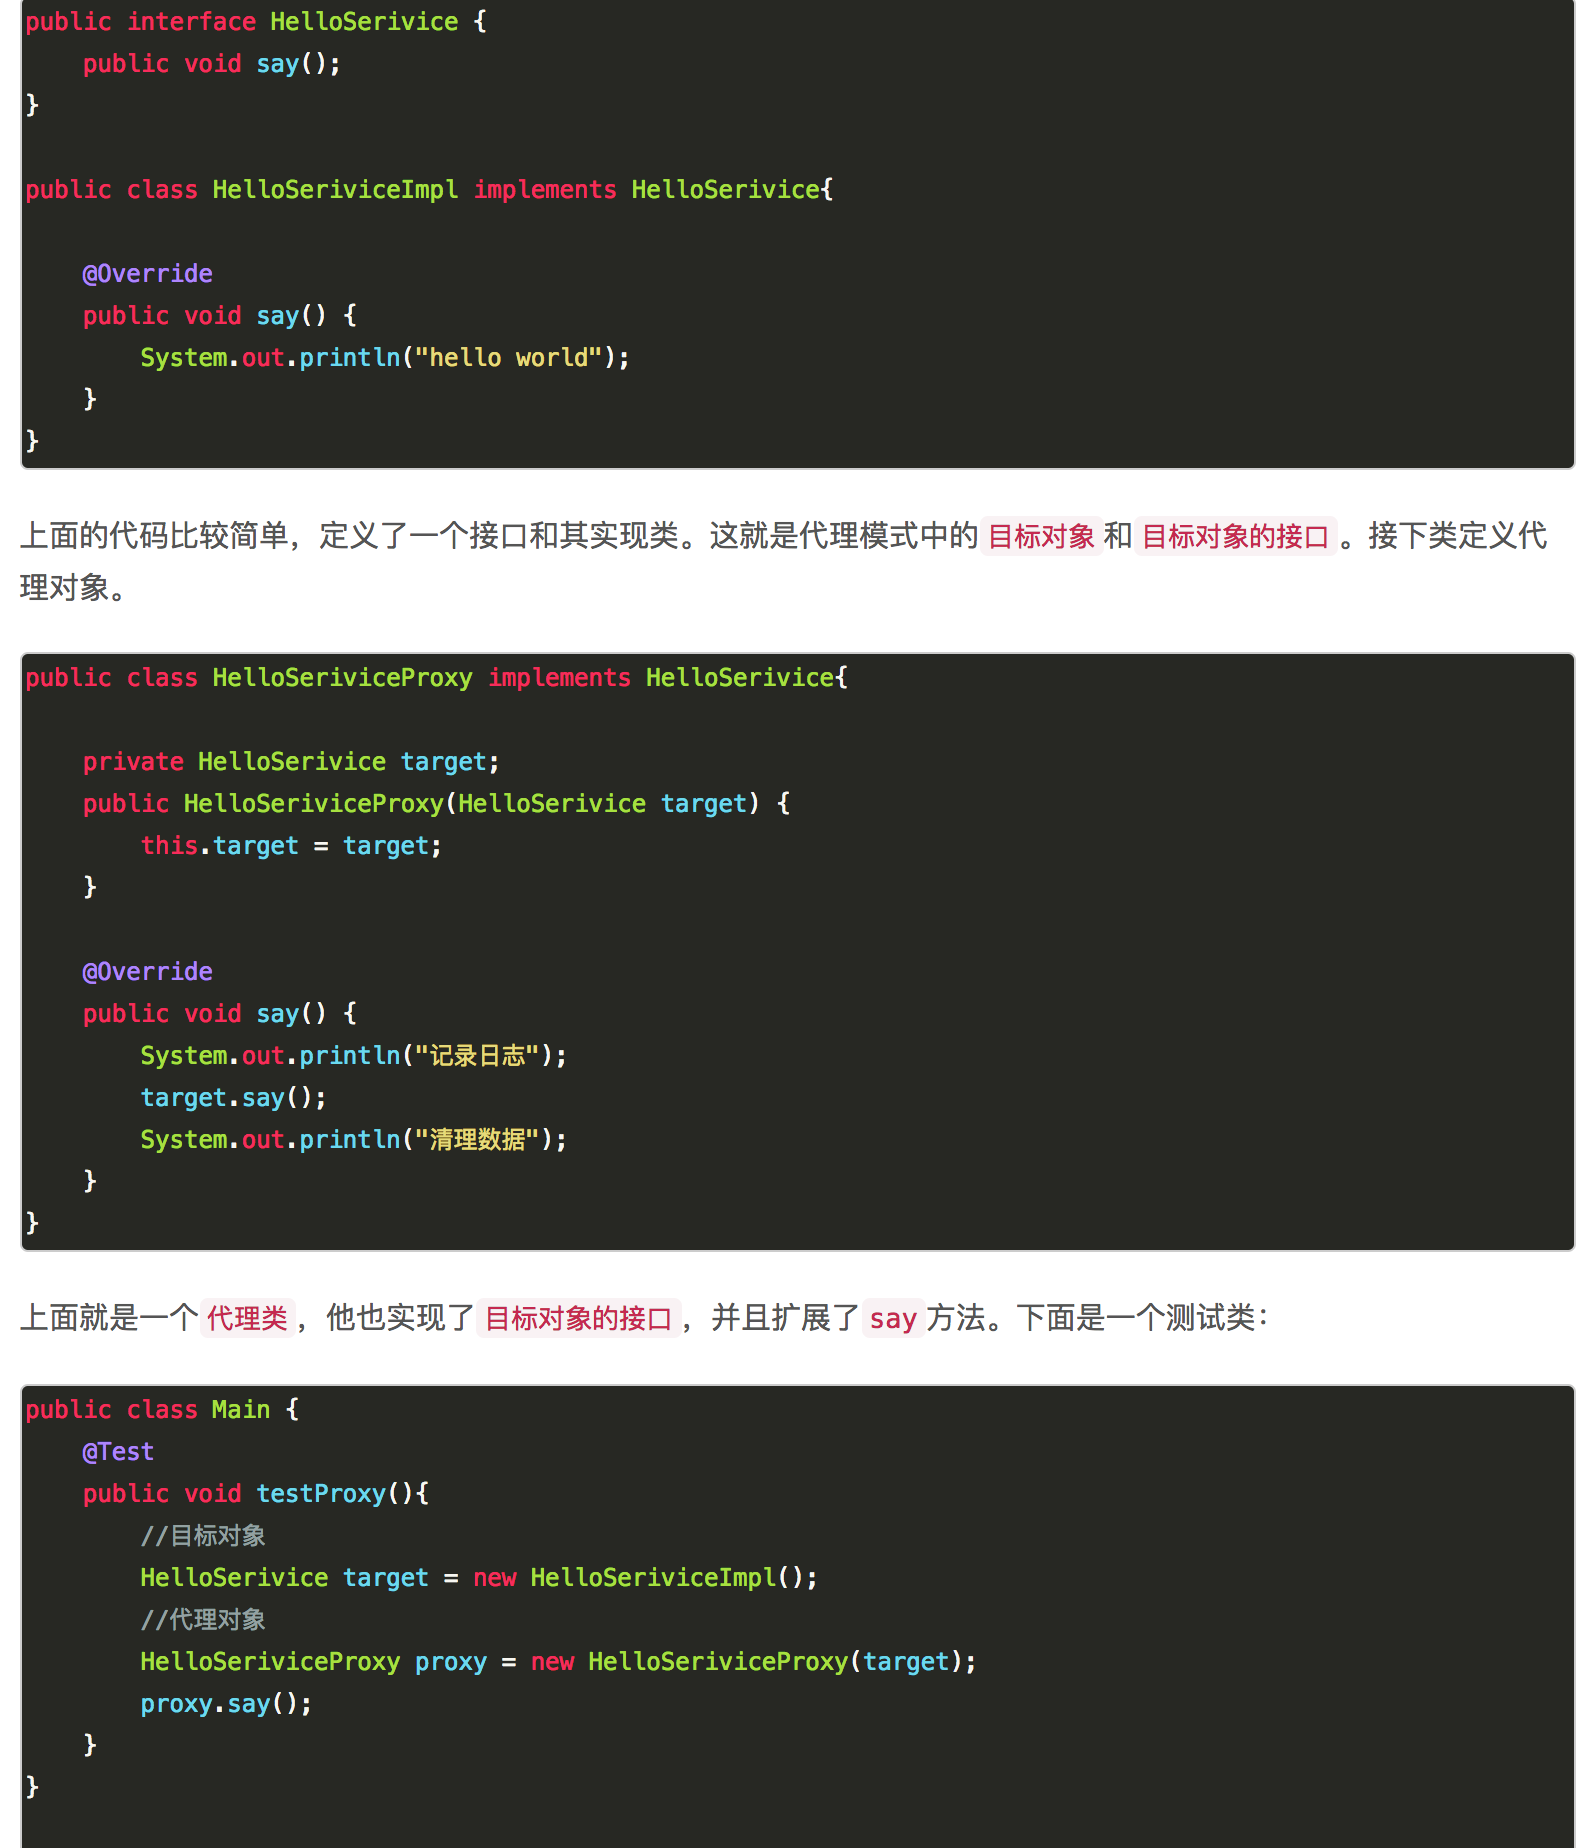 public interface HelloSerivice {
    public void say();
}
public class HelloSeriviceImpl implements HelloSerivice{
    @Override
    public void say() {
        System.out.println("hello world");
    }
}
上面的代码比较简单，定义了一个接口和其实现类。这就是代理模式中的目标对象和目标对象的接口。接下类定义代
理对象。
public class HelloSeriviceProxy implements HelloSerivice{
    private HelloSerivice target;
    public HelloSeriviceProxy(HelloSerivice target) {
        this.target = target;
    }
    @Override
    public void say() {
        System.out.println("记录日志");
        target.say();
        System.out.println("清理数据");
    }
}
上面就是一个代理类，他也实现了目标对象的接口，并且扩展了say方法。下面是一个测试类：
public class Main {
    @Test
    public void testProxy(){
        //目标对象
        HelloSerivice target = new HelloSeriviceImpl();
        //代理对象
        HelloSeriviceProxy proxy = new HelloSeriviceProxy(target);
        proxy.say();
    }
}